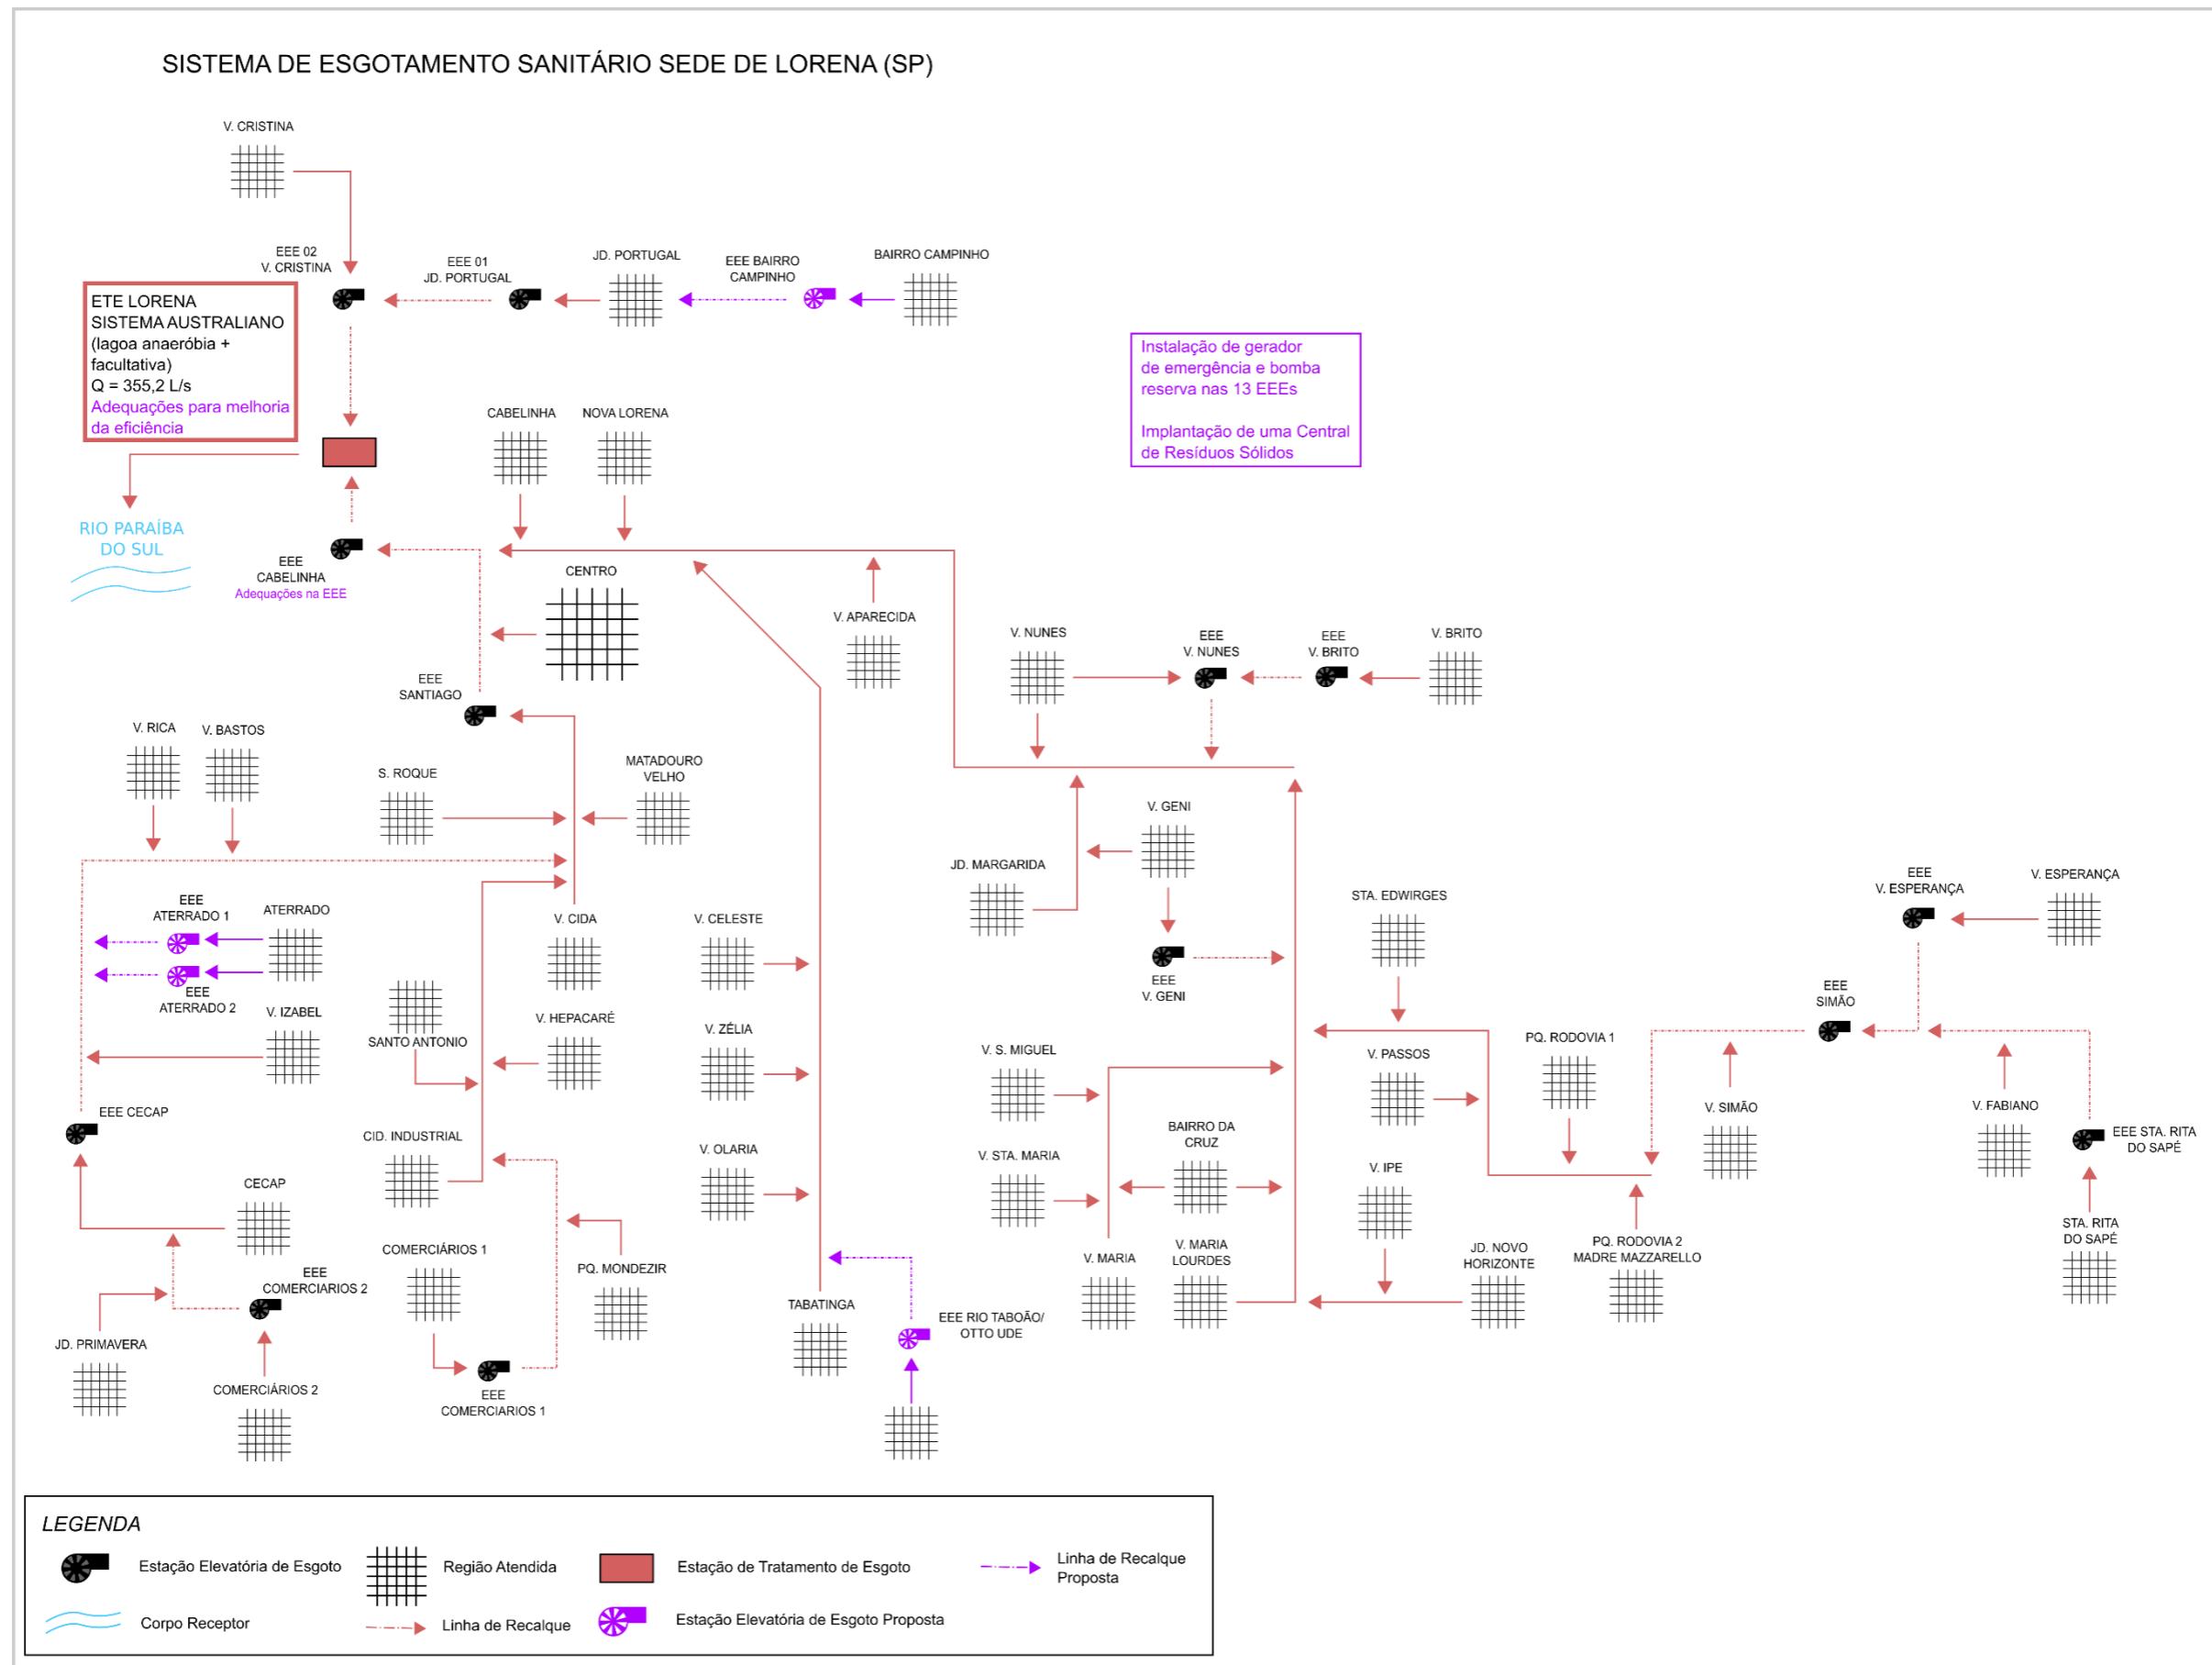 SISTEMA DE ESGOTAMENTO SANITÁRIO SEDE DE LORENA (SP)
V. CRISTINA
EEE 02
V. CRISTINA
EEE 01
JD. PORTUGAL
JD. PORTUGAL
EEE BAIRRO
CAMPINHO
BAIRRO CAMPINHO
ETE LORENA
SISTEMA AUSTRALIANO
(lagoa anaeróbia +
facultativa)
Q = 355,2 L/s
Adequações para melhoria
da eficiência
Instalação de gerador
de emergência e bomba
reserva nas 13 EEEs
Implantação de uma Central
de Resíduos Sólidos
CABELINHA
NOVA LORENA
RIO PARAÍBA
DO SUL
EEE
CABELINHA
Adequações na EEE
CENTRO
V. APARECIDA
V. NUNES
EEE
V. NUNES
EEE
V. BRITO
V. BRITO
EEE
SANTIAGO
V. RICA
V. BASTOS
S. ROQUE
MATADOURO
VELHO
V. GENI
JD. MARGARIDA
EEE
V. GENI
STA. EDWIRGES
EEE
V. ESPERANÇA
V. ESPERANÇA
EEE
ATERRADO 1
ATERRADO
EEE
ATERRADO 2
V. CIDA
V. CELESTE
V. IZABEL
SANTO ANTONIO
V. HEPACARÉ
V. ZÉLIA
V. S. MIGUEL
V. PASSOS
PQ. RODOVIA 1
EEE
SIMÃO
V. SIMÃO
V. FABIANO
EEE STA. RITA
DO SAPÉ
EEE CECAP
CID. INDUSTRIAL
V. OLARIA
V. STA. MARIA
BAIRRO DA
CRUZ
V. IPE
CECAP
COMERCIÁRIOS 1
PQ. MONDEZIR
V. MARIA
V. MARIA
LOURDES
JD. NOVO
HORIZONTE
PQ. RODOVIA 2
MADRE MAZZARELLO
STA. RITA
DO SAPÉ
EEE
COMERCIARIOS 2
JD. PRIMAVERA
COMERCIÁRIOS 2
EEE
COMERCIARIOS 1
TABATINGA
EEE RIO TABOÃO/
OTTO UDE
LEGENDA
Estação Elevatória de Esgoto
Região Atendida
Estação de Tratamento de Esgoto
Linha de Recalque
Proposta
Corpo Receptor
Linha de Recalque
Estação Elevatória de Esgoto Proposta